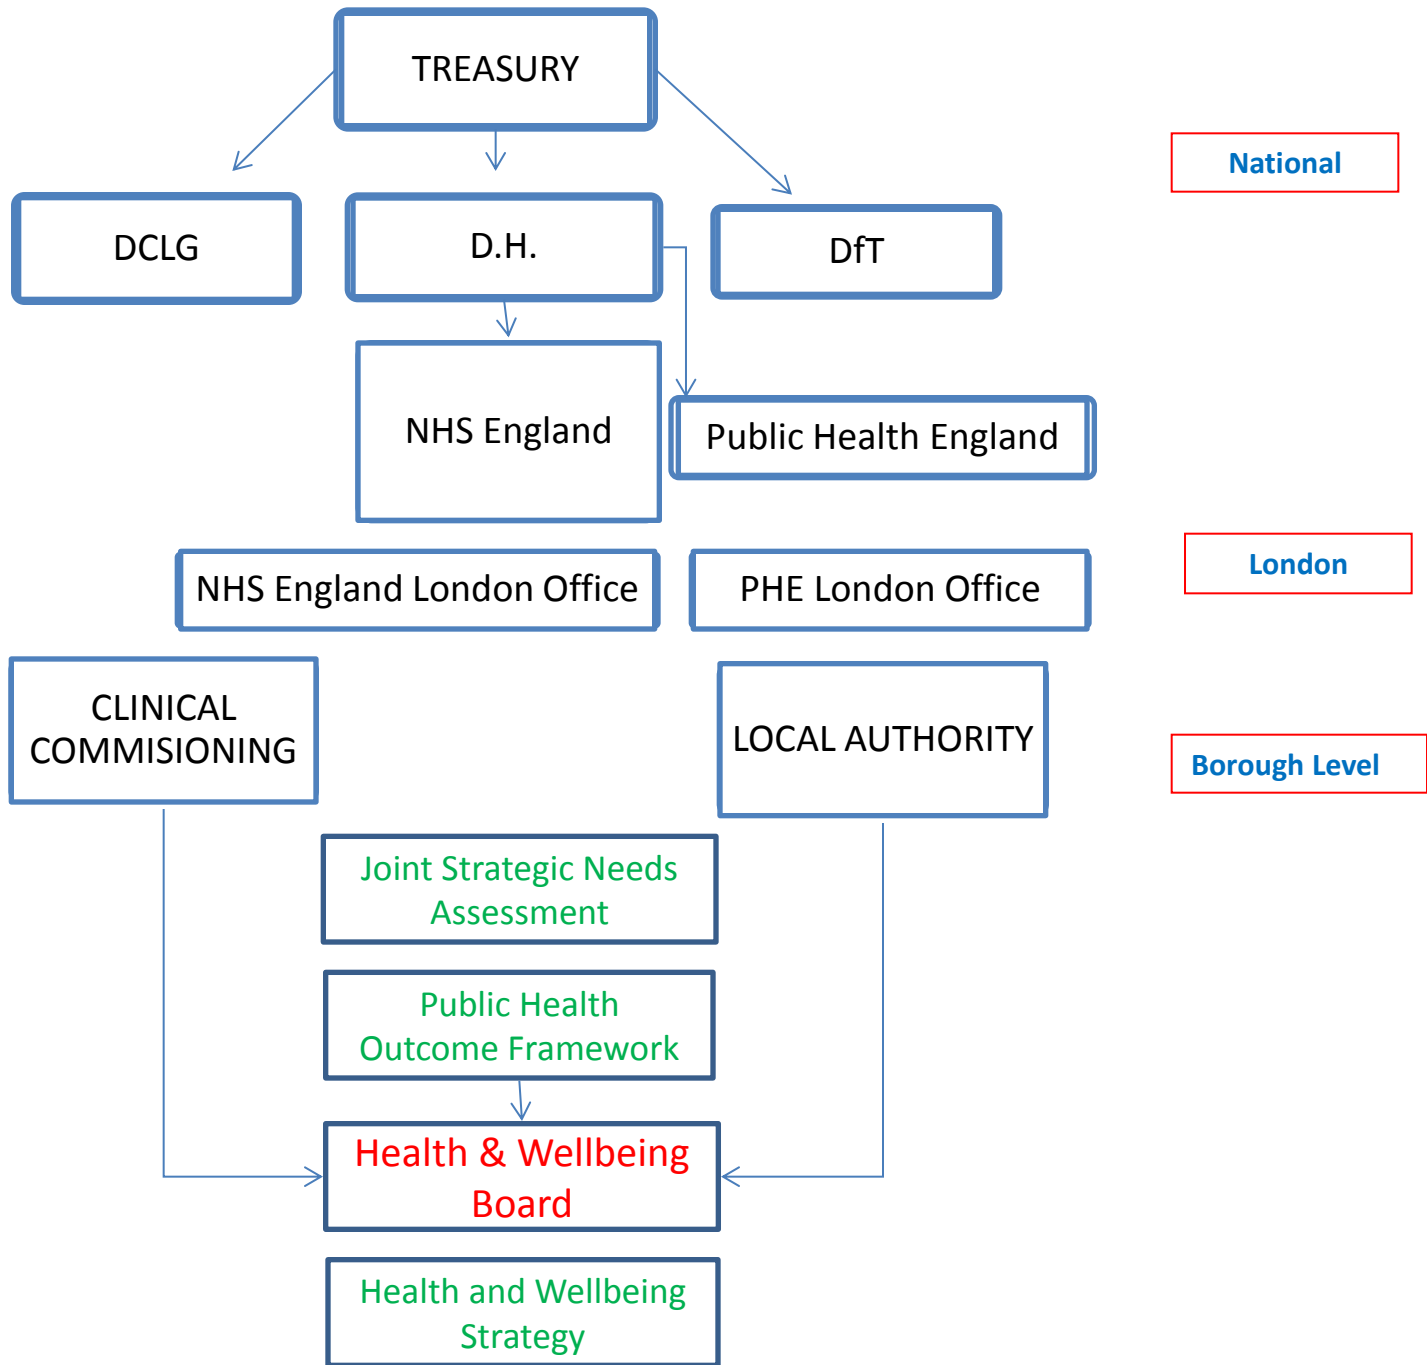 TREASURY
National
DCLG
D.H.
DfT
NHS England
Public Health England
London
NHS England London Office
PHE London Office
CLINICAL
COMMISIONING
LOCAL AUTHORITY
Borough Level
Joint Strategic Needs
Assessment
Public Health
Outcome Framework
Health & Wellbeing
Board
Health and Wellbeing
Strategy